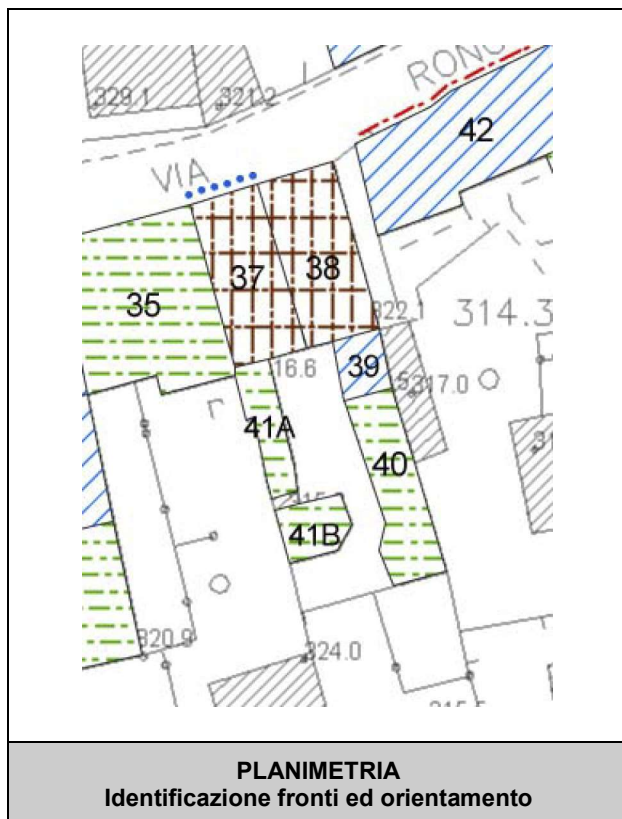 329.1
321.2
RONC
42
VIA
37
38
35
322.1
314.3
16.6
39
317.0
41A
40
41B
320.9
324.0
PLANIMETRIA
Identificazione fronti ed orientamento